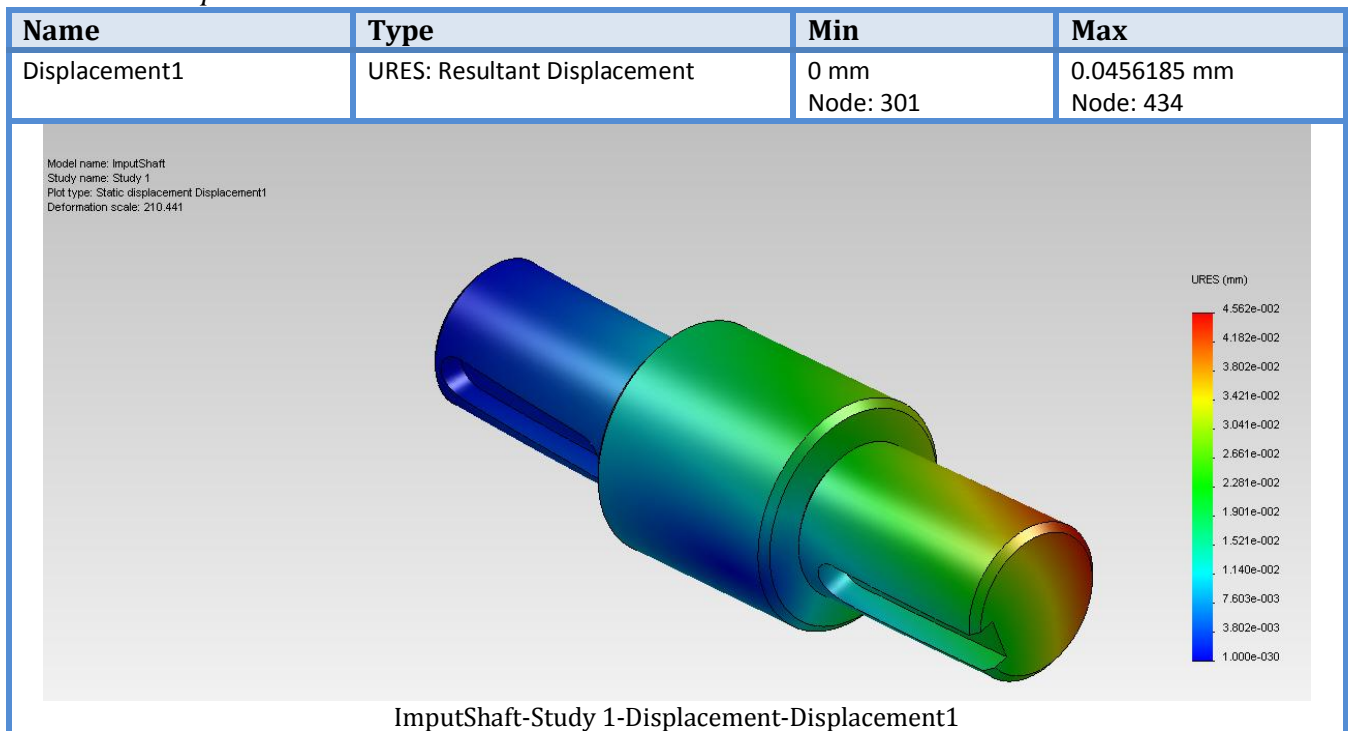 Name Type Min Max
Displacement1 URES: Resultant Displacement 0 mm 0.0456185 mm
Node: 301 Node: 434
Model name: ImputShaft
Study name: Study 1
Plot type: Static displacement Displacement1
Deformation scale: 210.441
URES (mm)
4.562e-002
4.182e-002
3.802e-002
3.421e-002
3.041e-002
2.661e-002
2.281e-002
1.901e-002
1.521e-002
1.140e-002
7.603e-003
3.802e-003
1.000e-030
ImputShaft-Study 1-Displacement-Displacement1